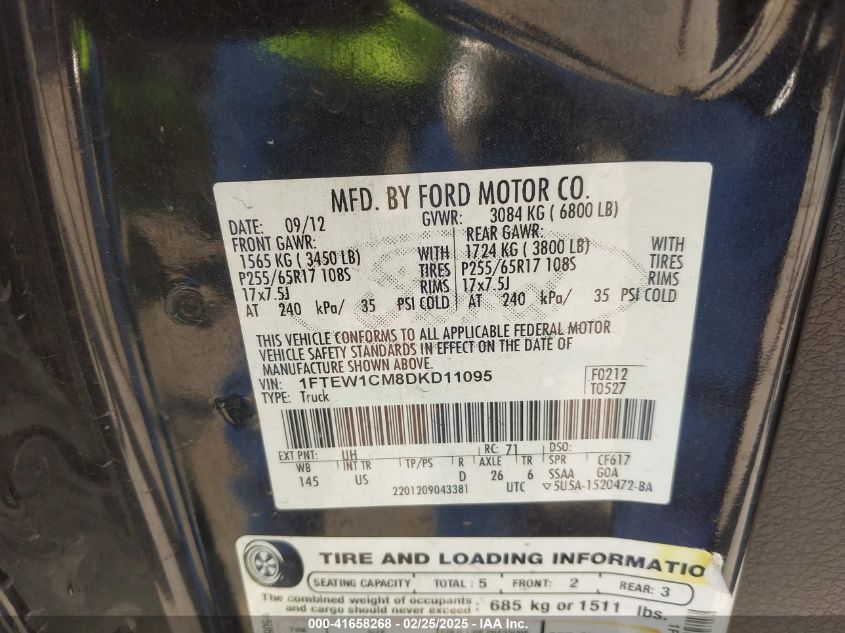 MFD. BY FORD MOTOR CO.
DATE: 09/12 GVWR: 3084 KG ( 6800 LB)
FRONT GAWR: REAR GAWR:
1565 KG ( 3450 LB) WITH 1724 KG ( 3800 LB) WITH
P255/65R17 108S TIRES P255/65R17 108S TIRES
17x7.5J RIMS 17x7.5J RIMS
AT 240 kPa/ 35 PSI COLD AT 240 kPa/ 35 PSI COLD
THIS VEHICLE CONFORMS TO ALL APPLICABLE FEDERAL MOTOR
VEHICLE SAFETY STANDARDS IN EFFECT ON THE DATE OF
MANUFACTURE SHOWN ABOVE.
VIN: 1FTEW1CM8DKD11095 F0212
TYPE: Truck T0527
EXT PNT: UH RC: 71 DSO:
WB INT TR TP/PS R AXLE TR SPR CF617
145 US D 26 6 SSAA GOA
2201209043381 UTC ▽5U5A-1520472-BA
TIRE AND LOADING INFORMATIO
SEATING CAPACITY TOTAL : 5 FRONT: 2 REAR: 3
The combined weight of occupants
and cargo should never exceed : 685 kg or 1511 lbs.
000-41658268 - 02/25/2025 - IAA Inc.